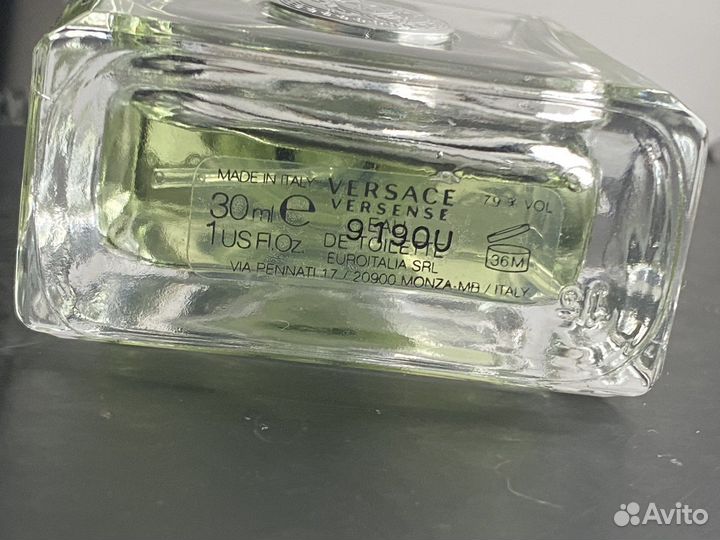 MADE IN ITALY VERSACE 79 % VOL
30ml e VERSENSE
EAU 9190U
1 US Fl.Oz. DE TOILETTE
EUROITALIA SRL 36M
VIA PENNATI 17 / 20900 MONZA-MB / ITALY
Avito